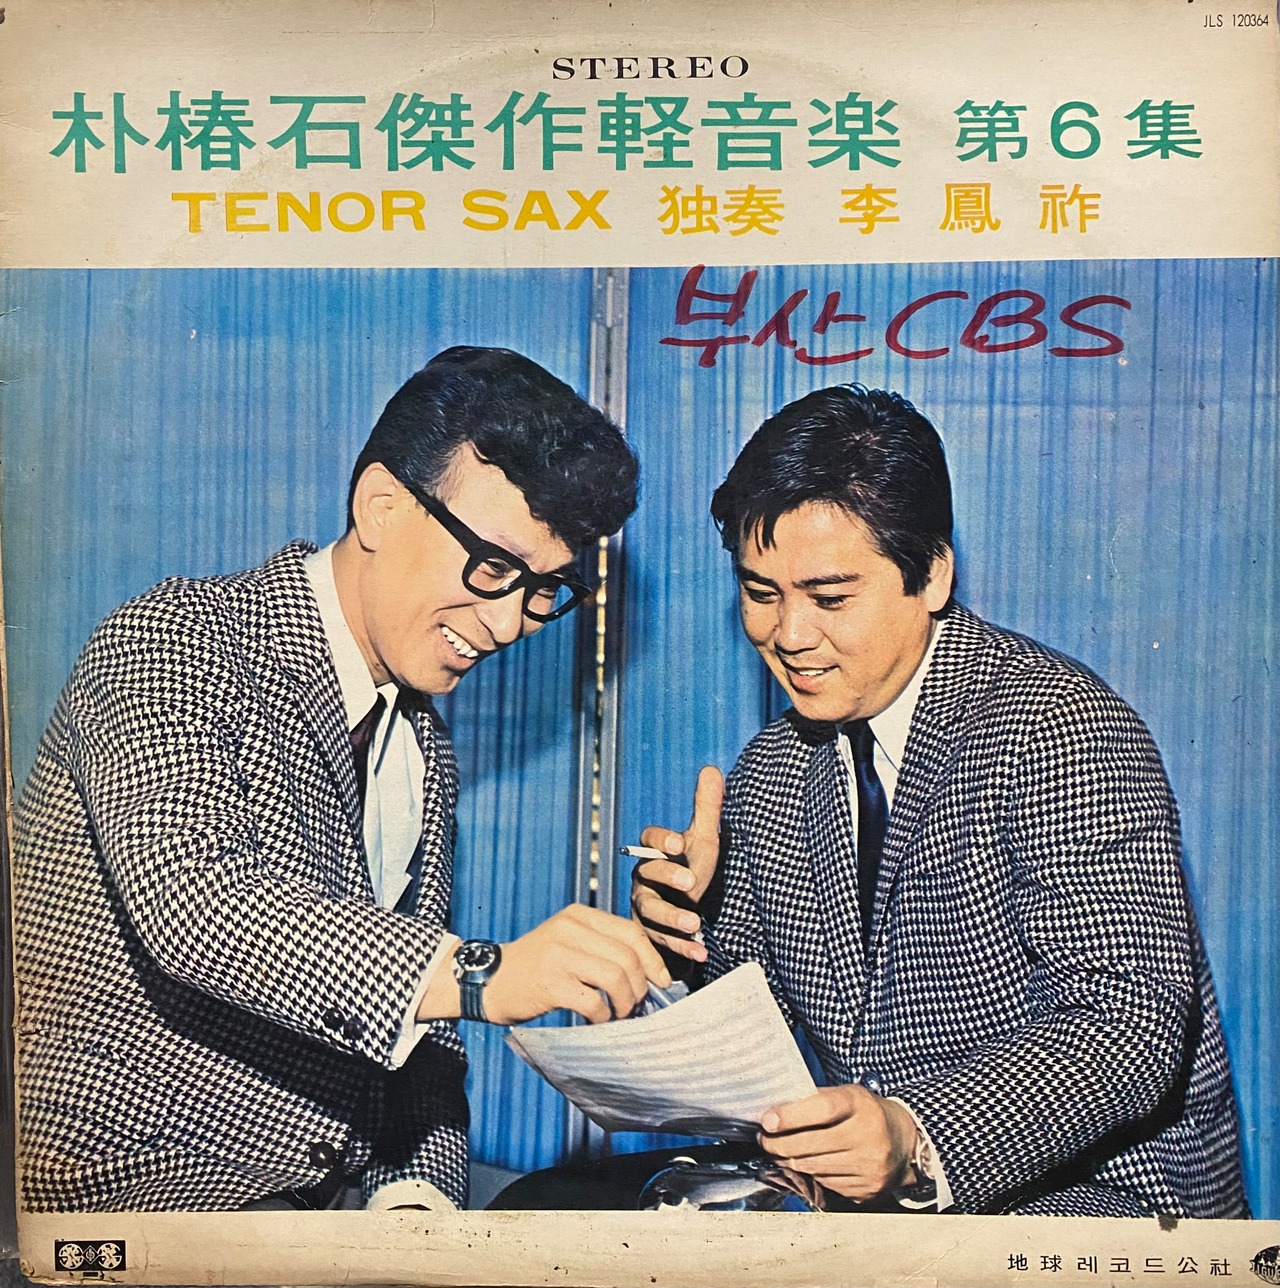 JLS 120364
STEREO
朴椿石傑作軽音楽 第6集
TENOR SAX 独奏 李鳳祚
부산CBS
地球레코드公社